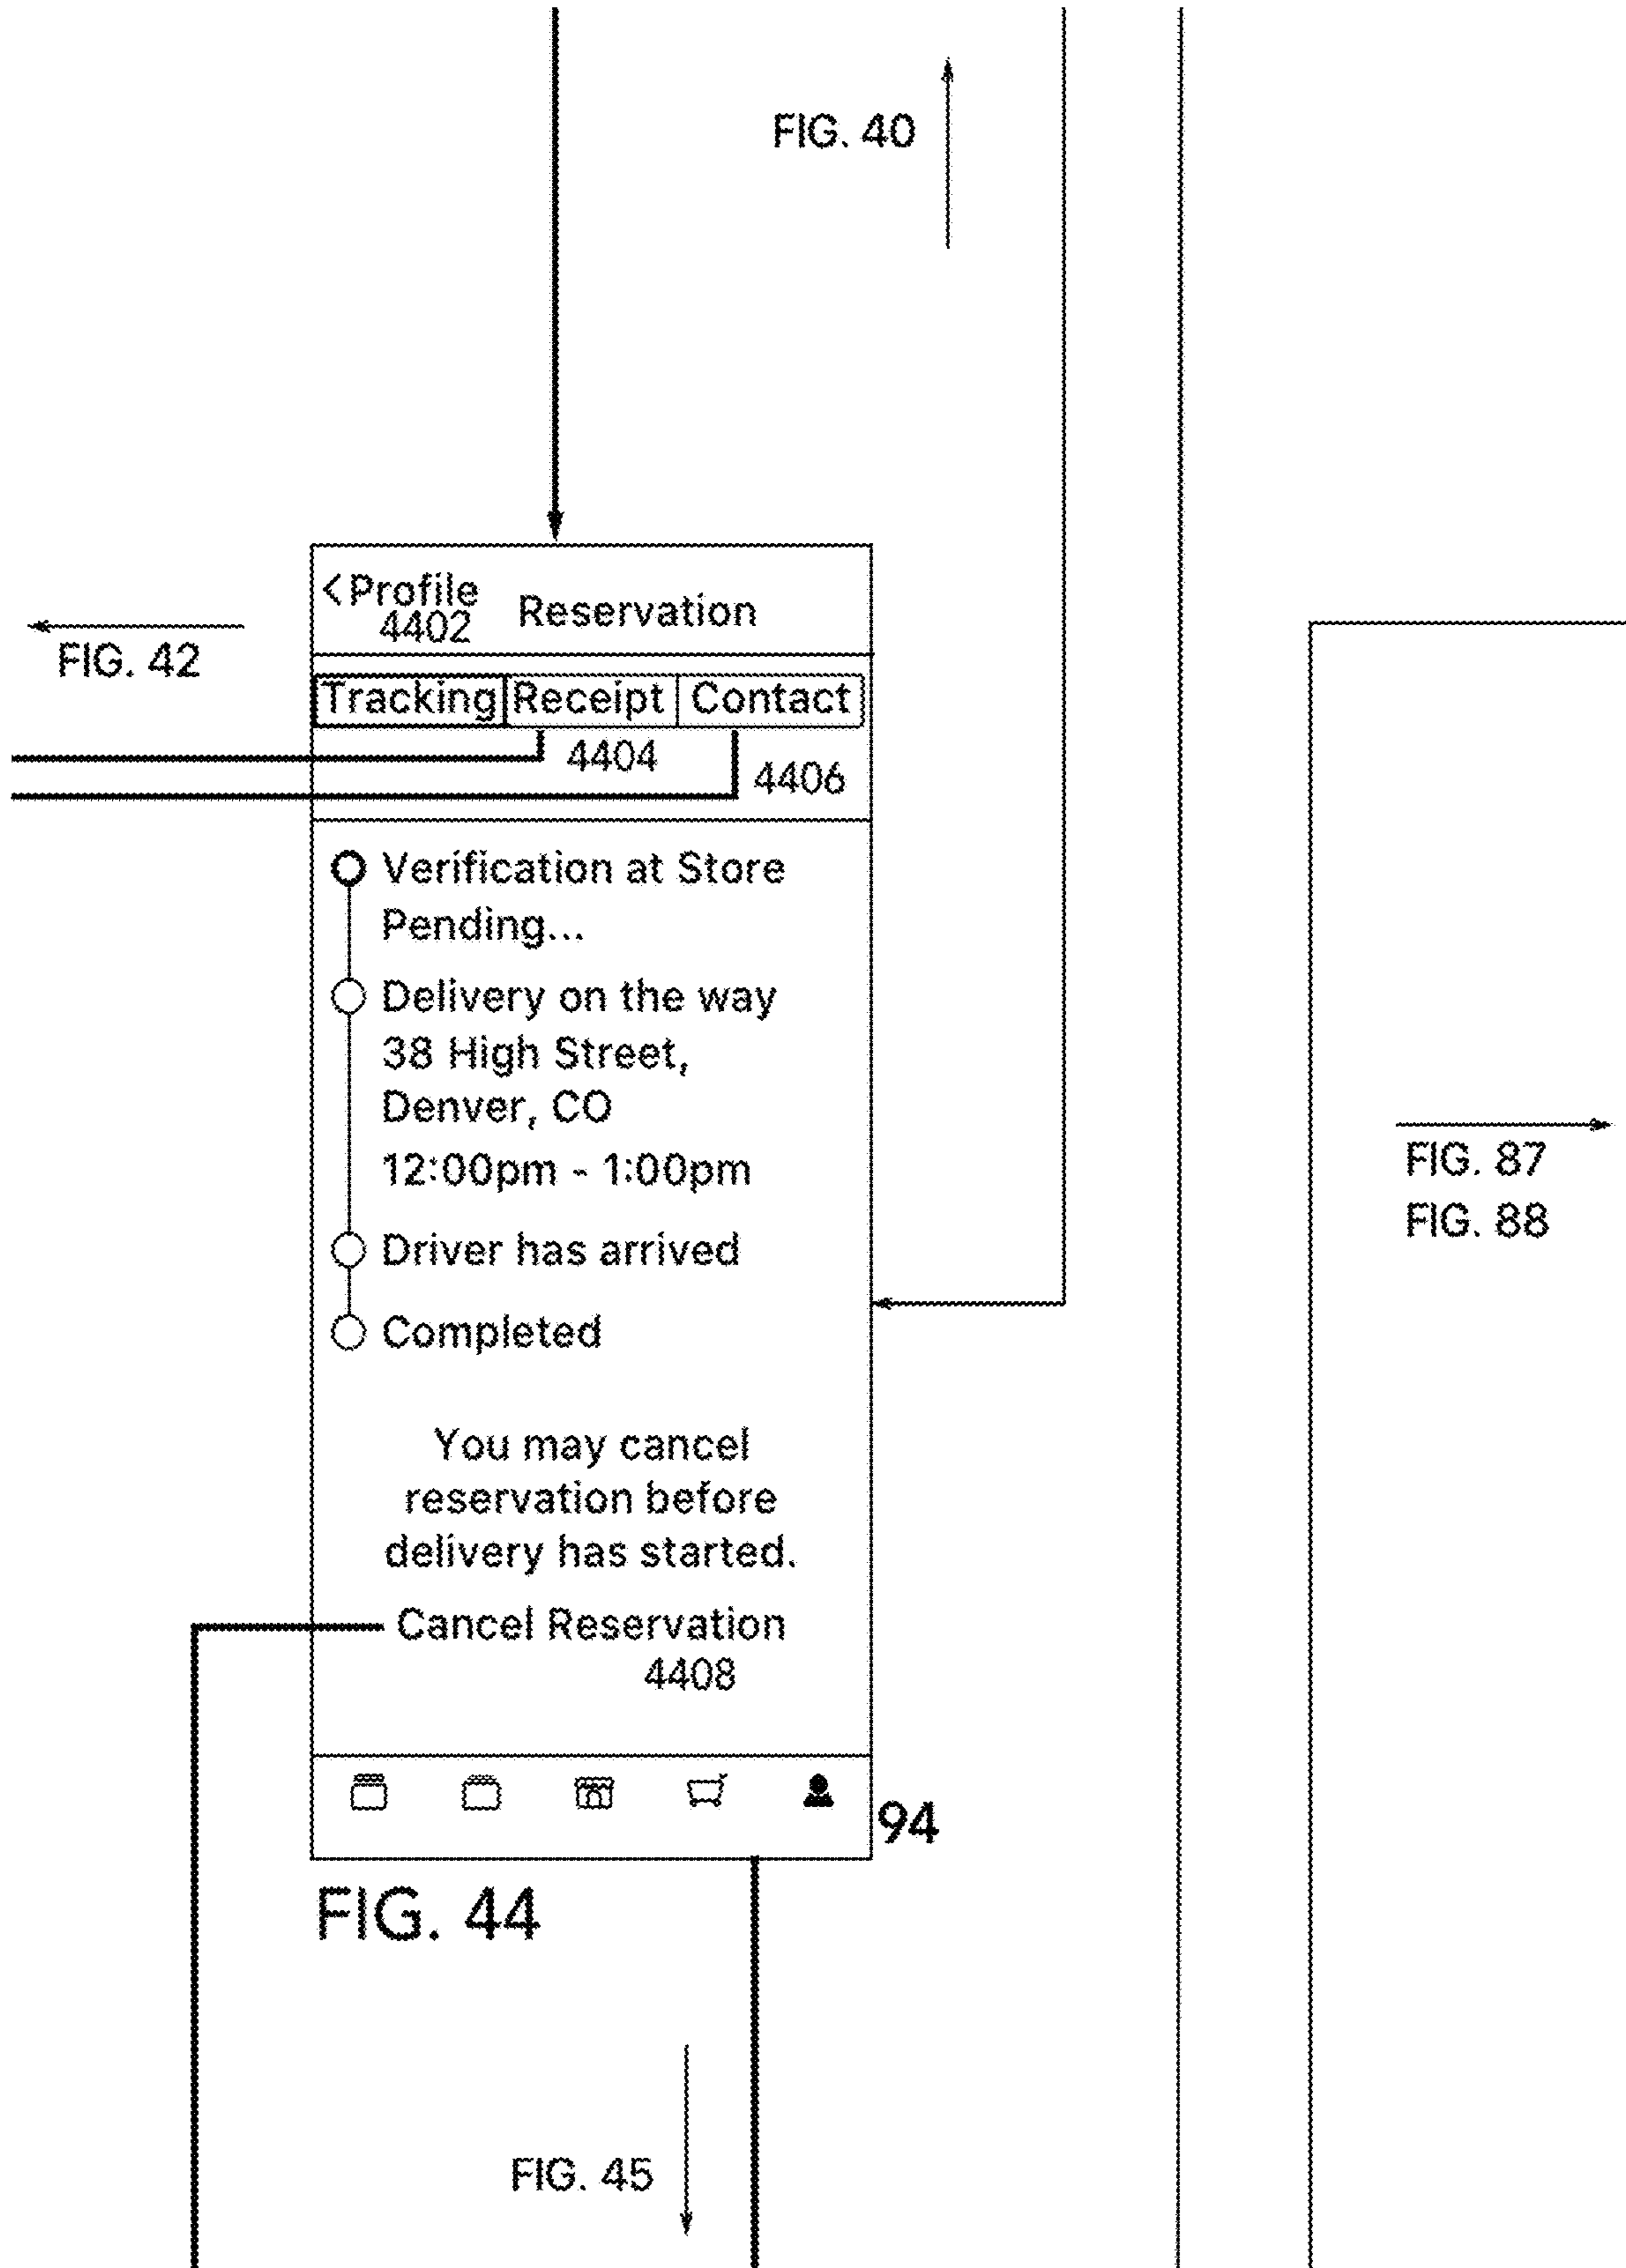 FIG. 40
< Profile
4402
Reservation
FIG. 42
Tracking Receipt Contact
4404
4406
Verification at Store
Pending...
Delivery on the way
38 High Street,
Denver, CO
12:00pm - 1:00pm
FIG. 87
FIG. 88
Driver has arrived
Completed
You may cancel
reservation before
delivery has started.
Cancel Reservation
4408
94
FIG. 44
FIG. 45